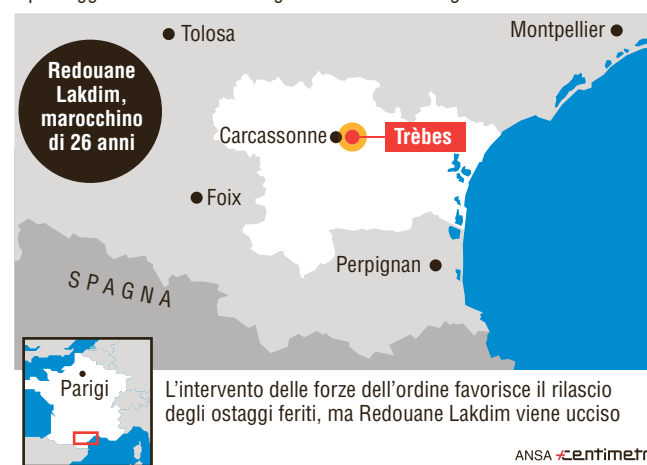 Tolosa
Montpellier
Redouane
Lakdim,
marocchino
di 26 anni
Carcassonne
Trèbes
Foix
Perpignan
SPAGNA
Parigi
L'intervento delle forze dell'ordine favorisce il rilascio
degli ostaggi feriti, ma Redouane Lakdim viene ucciso
ANSA centimetr